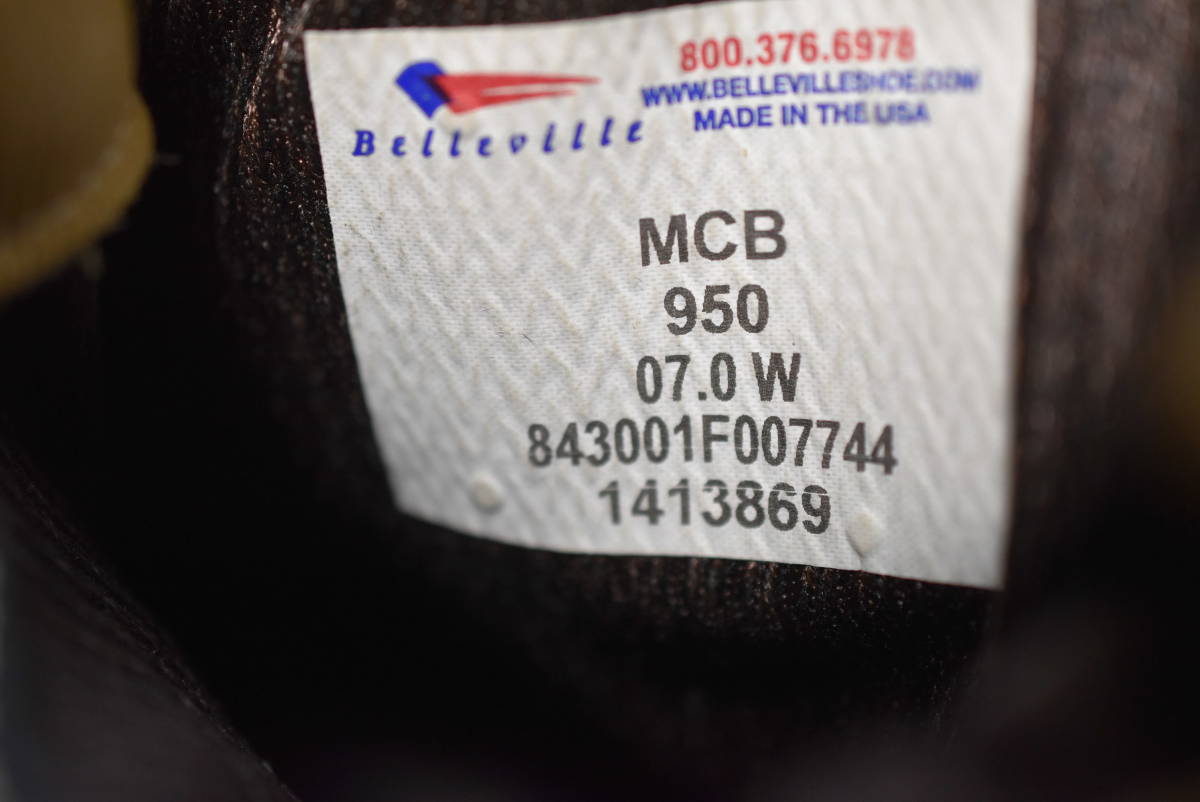 Belleville
800.376.6978
WWW.BELLEVILLESHOE.COM
MADE IN THE USA
MCB
950
07.0 W
843001F007744
1413869